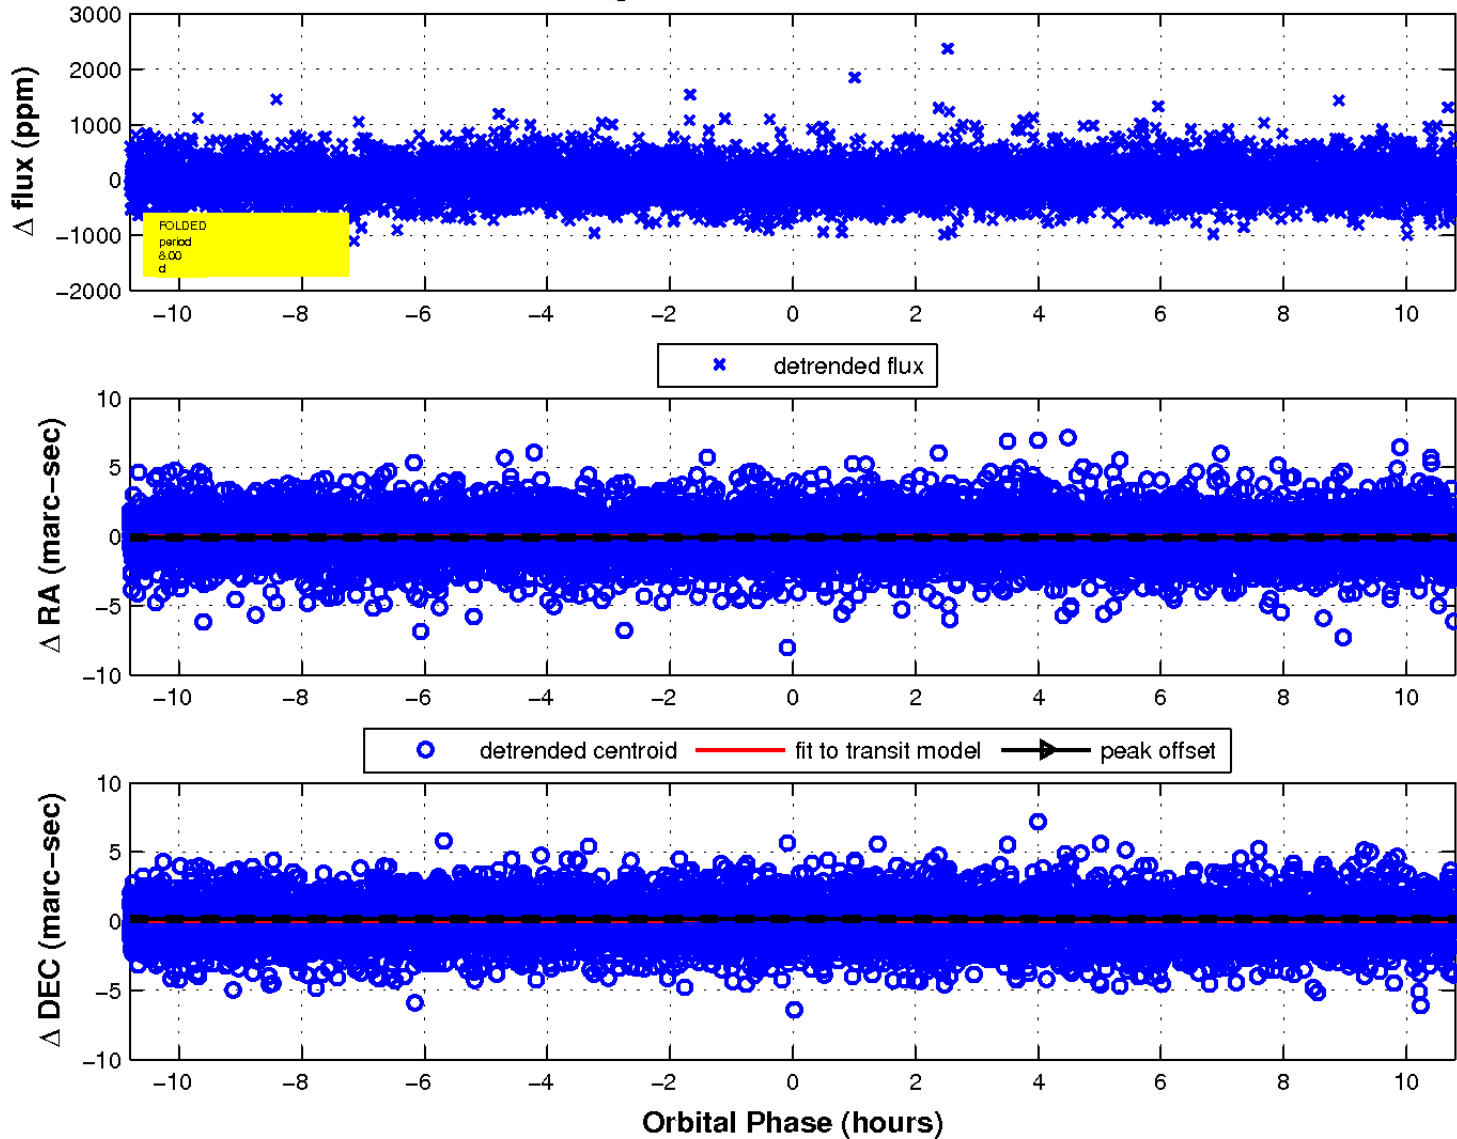 3000
2000
1000
0
−1000
−2000
Δ flux (ppm)
FOLDED
period
8.00
d
−10 −8 −6 −4 −2 0 2 4 6 8 10
detrended flux
10
5
0
−5
−10
Δ RA (marc−sec)
−10 −8 −6 −4 −2 0 2 4 6 8 10
detrended centroid fit to transit model peak offset
10
5
0
−5
−10
Δ DEC (marc−sec)
−10 −8 −6 −4 −2 0 2 4 6 8 10
Orbital Phase (hours)